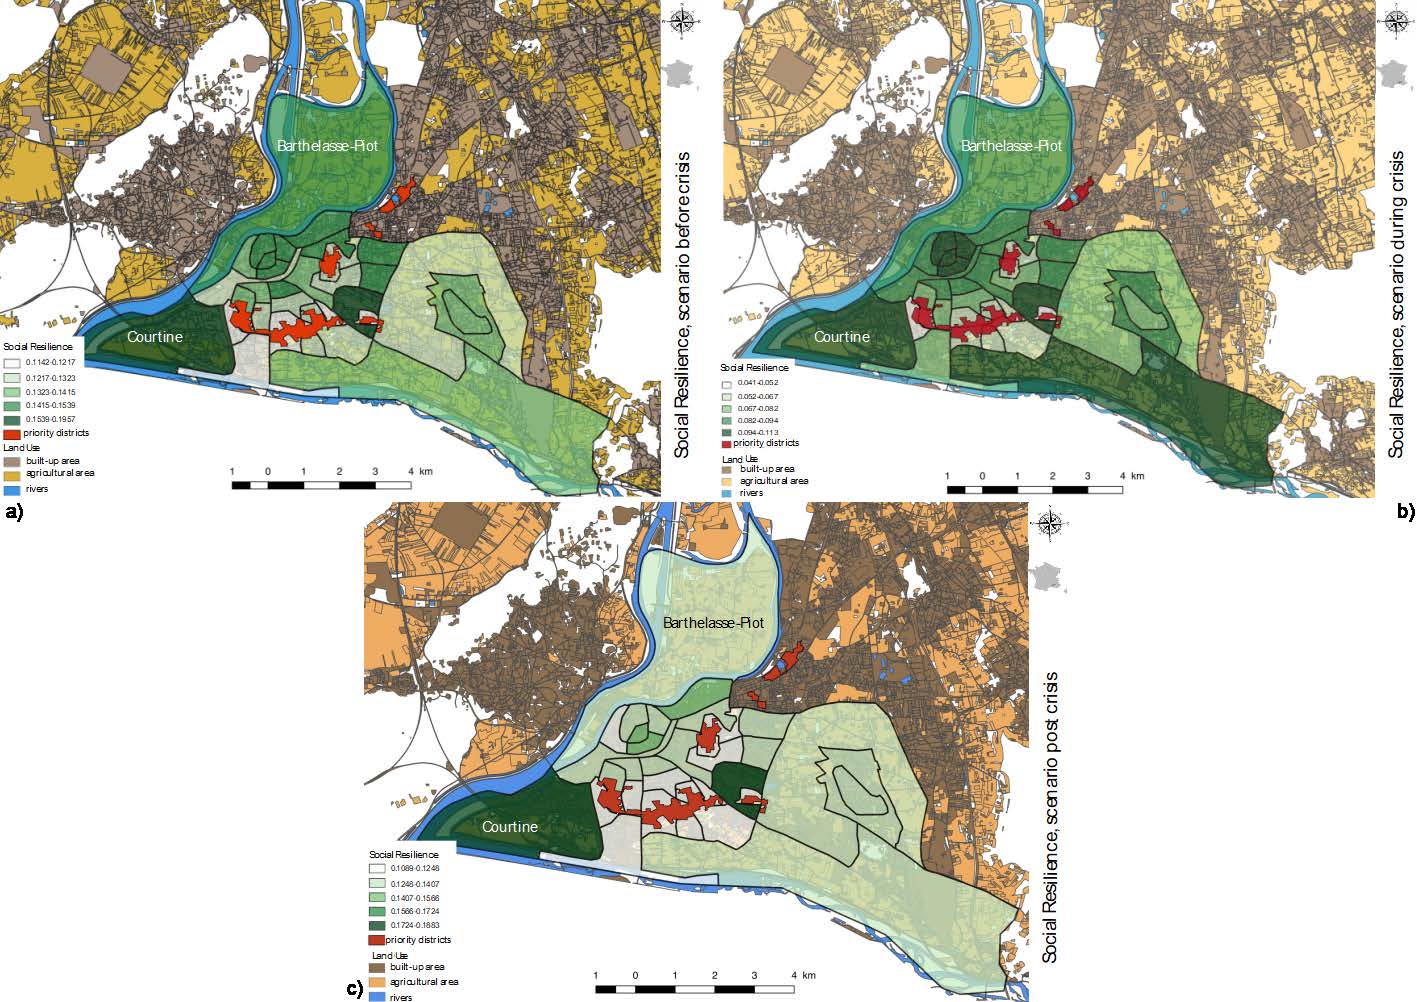 Barthelasse-Piot
Courtine
Social Resilience
0.1142-0.1217
0.1217-0.1323
0.1323-0.1415
0.1415-0.1539
0.1539-0.1957
priority districts
Land Use
built-up area
agricultural area
rivers
1 0 1 2 3 4 km
a)
Social Resilience, scenario before crisis
Barthelasse-Piot
Courtine
Social Resilience
0.041-0.052
0.052-0.067
0.067-0.082
0.082-0.094
0.094-0.113
priority districts
Land Use
built-up area
agricultural area
rivers
1 0 1 2 3 4 km
b)
Social Resilience, scenario during crisis
Barthelasse-Piot
Courtine
Social Resilience
0.1089-0.1248
0.1248-0.1407
0.1407-0.1566
0.1566-0.1724
0.1724-0.1883
priority districts
Land Use
built-up area
agricultural area
rivers
1 0 1 2 3 4 km
c)
Social Resilience, scenario post crisis